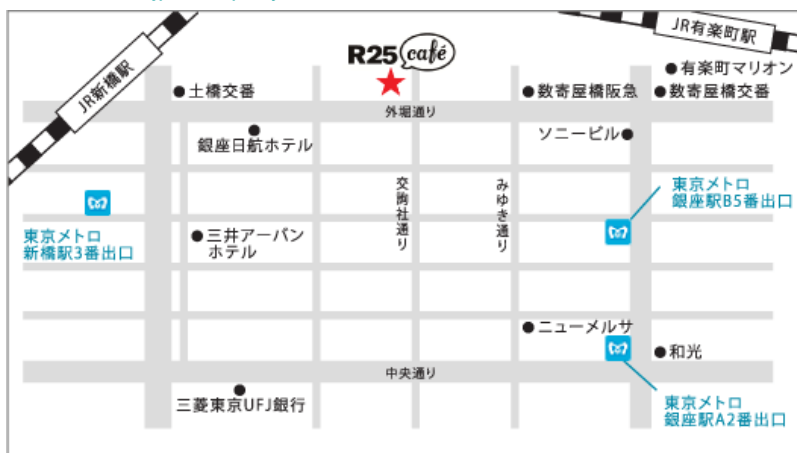 JR有楽町駅
R25 café
JR新橋駅
有楽町マリオン
土橋交番
数寄屋橋阪急
数寄屋橋交番
外堀通り
銀座日航ホテル
ソニービル
交詢社通り
みゆき通り
東京メトロ
銀座駅B5番出口
東京メトロ
新橋駅3番出口
三井アーバン
ホテル
ニューメルサ
和光
中央通り
三菱東京UFJ銀行
東京メトロ
銀座駅A2番出口